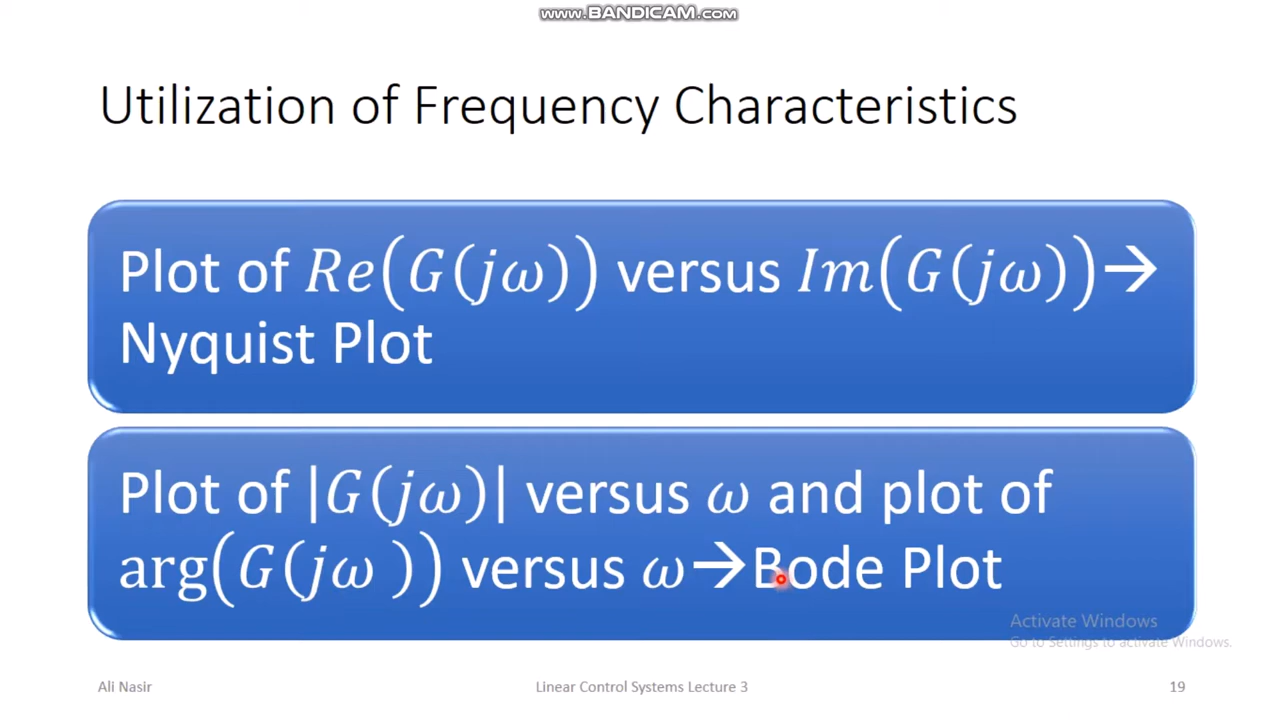 www.BANDICAM.com
Utilization of Frequency Characteristics
Plot of Re(G(jω)) versus Im(G(jω))→
Nyquist Plot
Plot of |G(jω)| versus ω and plot of
arg(G(jω )) versus ω→Bode Plot
Activate Windows
Go to Settings to activate Windows.
Ali Nasir
Linear Control Systems Lecture 3
19